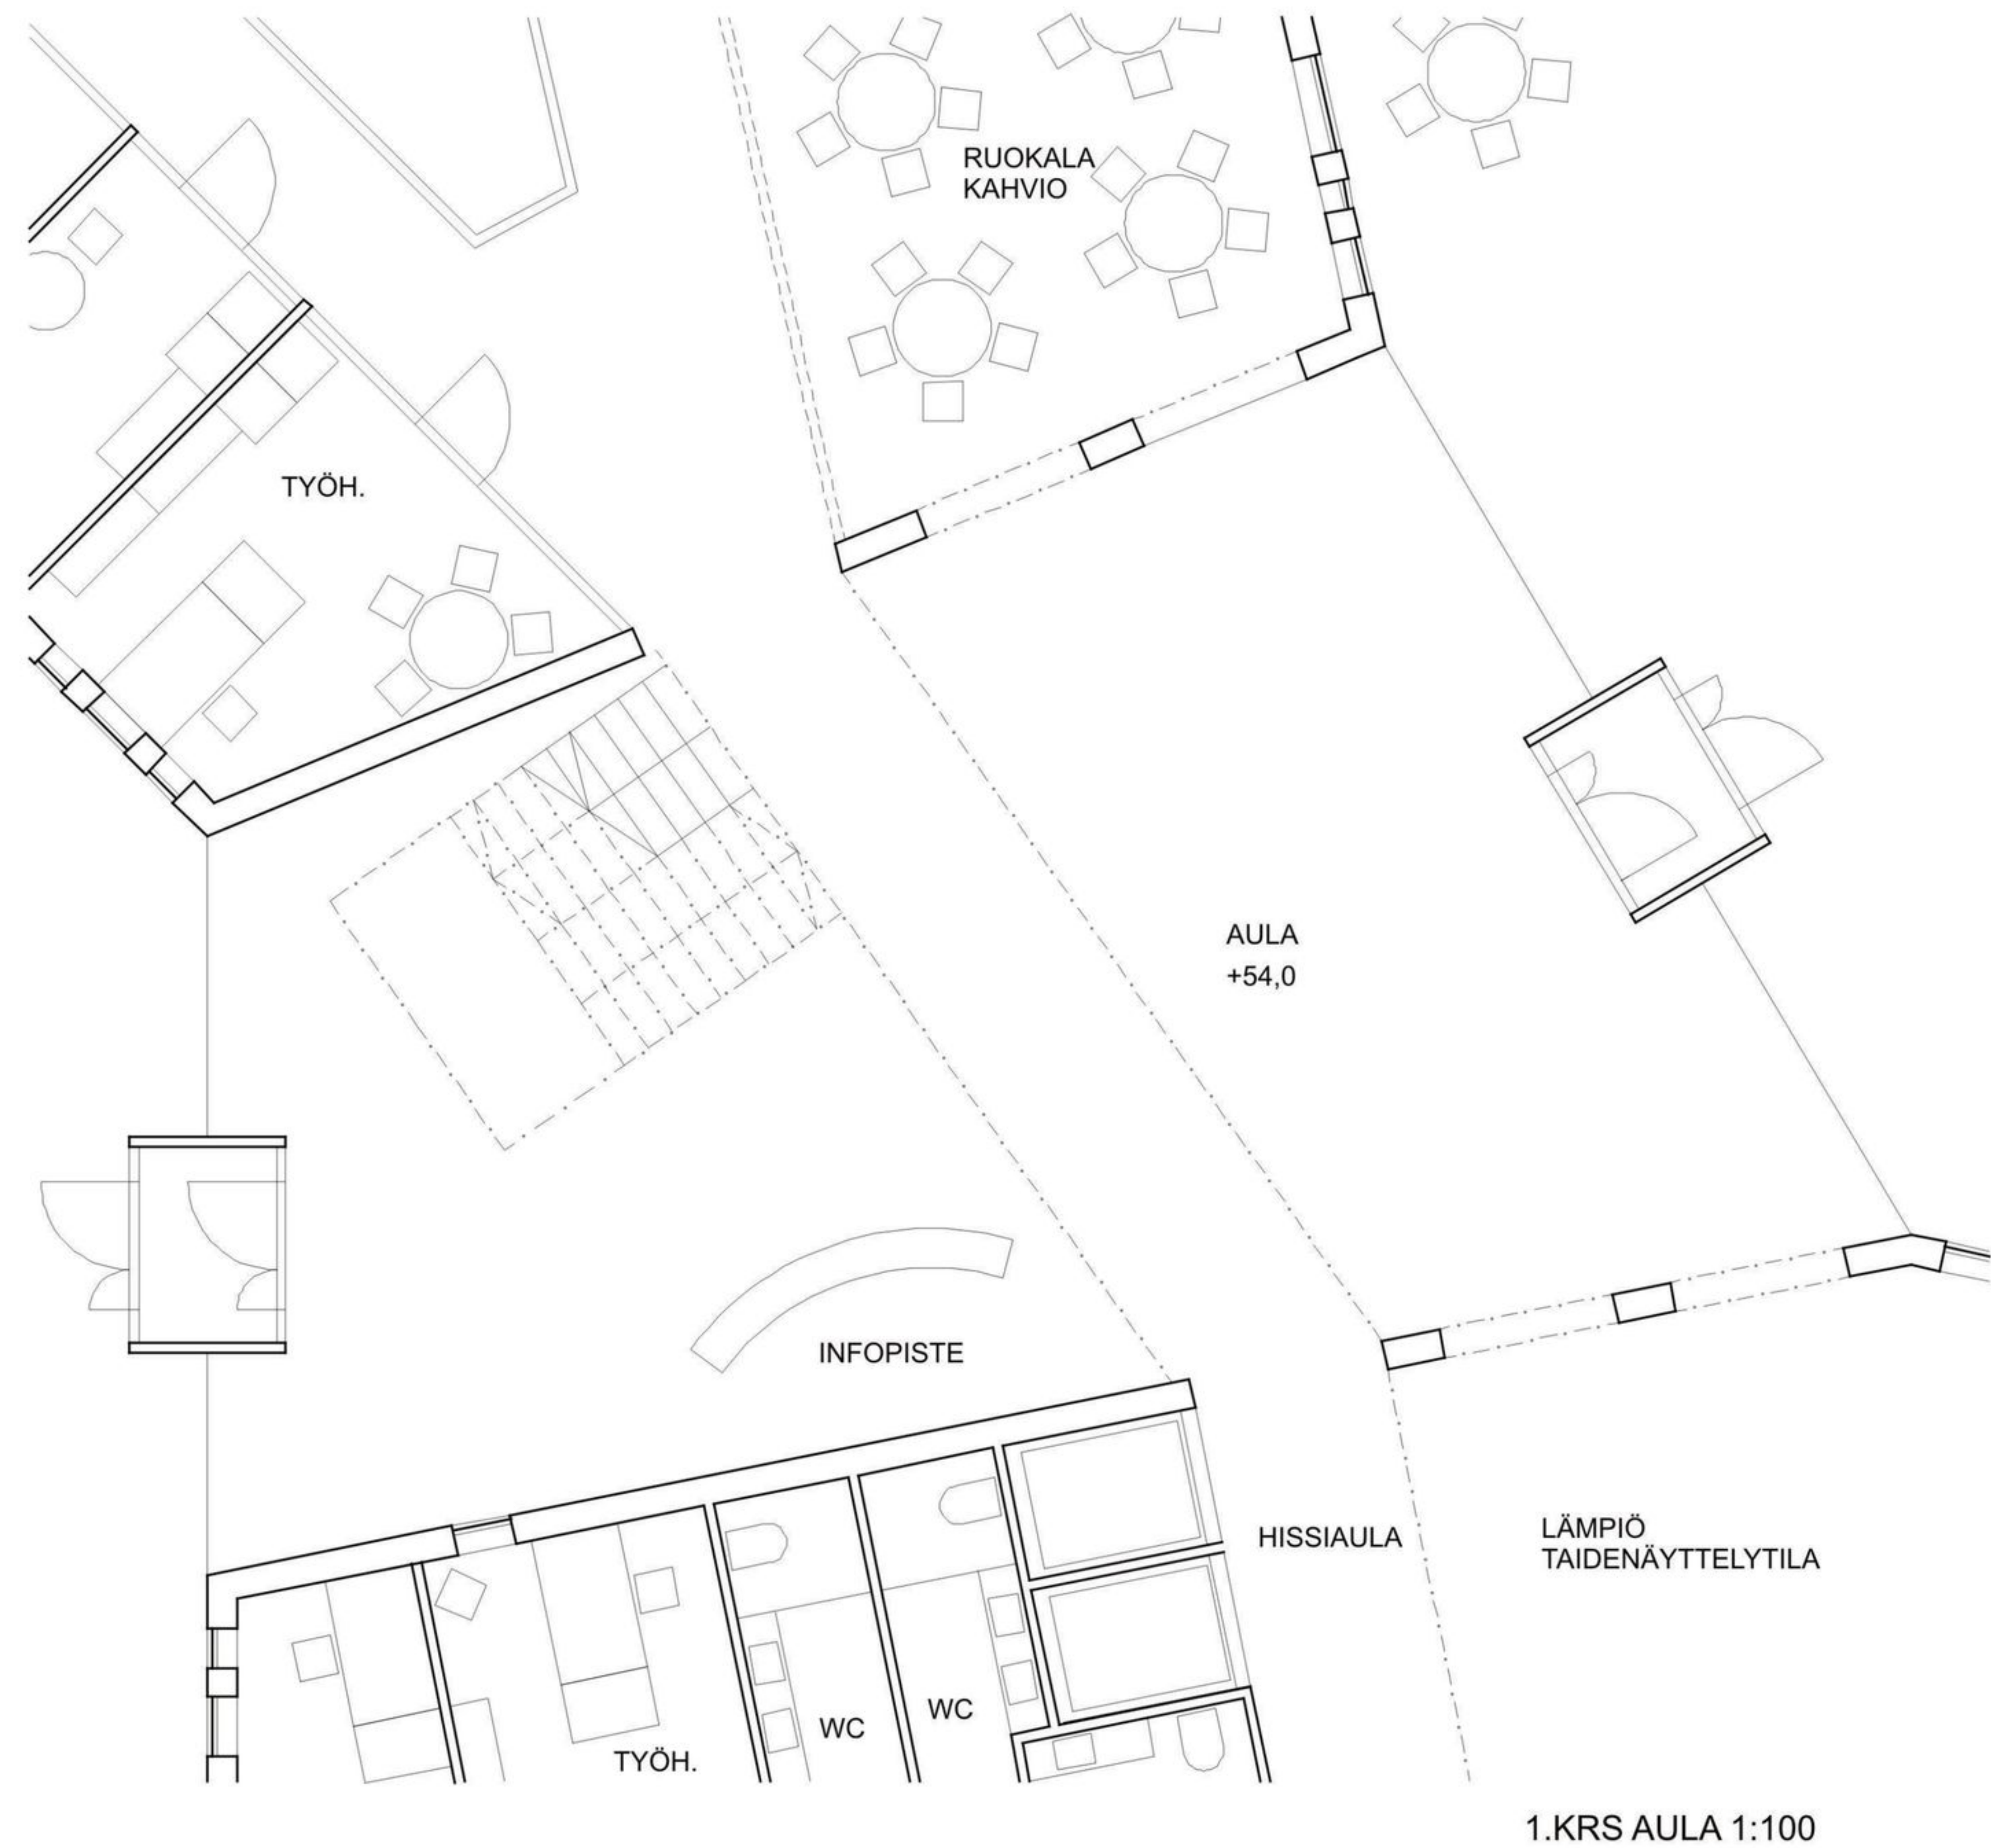 RUOKALA
KAHVIO
TYÖH.
AULA
+54,0
INFOPISTE
HISSIAULA
LÄMPIÖ
TAIDENÄYTTELYTILA
WC
WC
TYÖH.
1.KRS AULA 1:100